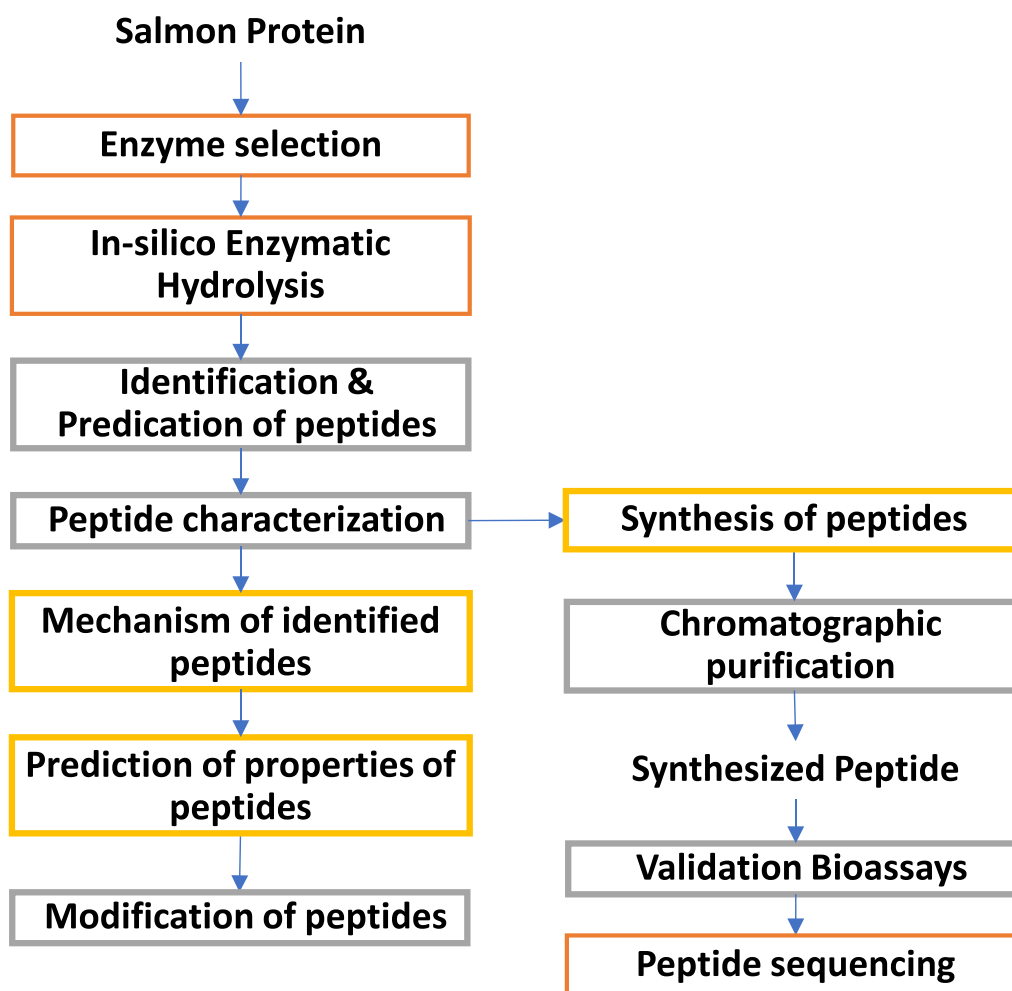 Salmon Protein
Enzyme selection
In-silico Enzymatic
Hydrolysis
Identification &
Predication of peptides
Peptide characterization
Mechanism of identified
peptides
Prediction of properties of
peptides
Modification of peptides
Synthesis of peptides
Chromatographic
purification
Synthesized Peptide
Validation Bioassays
Peptide sequencing